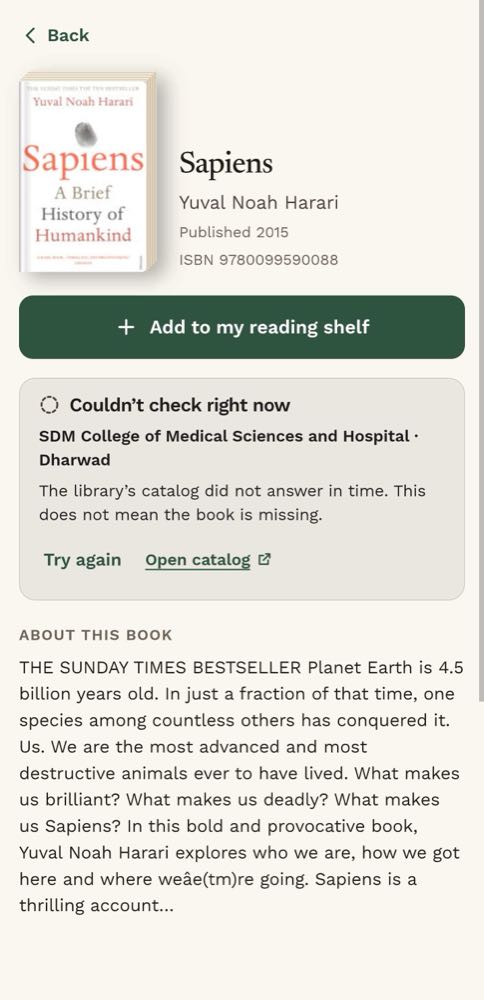 Back
THE SUNDAY TIMES TOP TEN BESTSELLER
Yuval Noah Harari
Sapiens
A Brief
History of
Humankind
Sapiens
Yuval Noah Harari
Published 2015
ISBN 9780099590088
Add to my reading shelf
Couldn’t check right now
SDM College of Medical Sciences and Hospital ·
Dharwad
The library’s catalog did not answer in time. This
does not mean the book is missing.
Try again
Open catalog
ABOUT THIS BOOK
THE SUNDAY TIMES BESTSELLER Planet Earth is 4.5
billion years old. In just a fraction of that time, one
species among countless others has conquered it.
Us. We are the most advanced and most
destructive animals ever to have lived. What makes
us brilliant? What makes us deadly? What makes
us Sapiens? In this bold and provocative book,
Yuval Noah Harari explores who we are, how we got
here and where weâe(tm)re going. Sapiens is a
thrilling account...